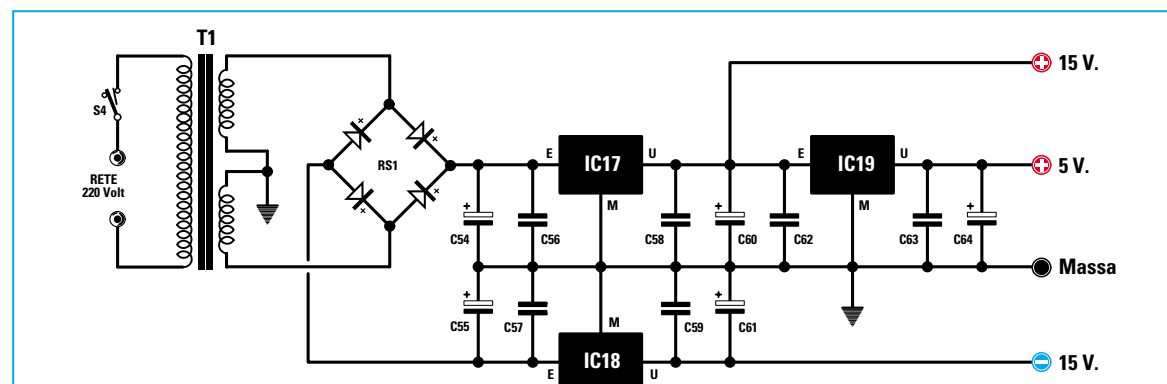 T1
S4
RETE
220 Volt
RS1
E
IC17
U
M
C54
C56
C58
C60
C62
E
IC19
U
M
C63
C64
+
+
+
15 V.
5 V.
Massa
15 V.
+
+
C55
C57
C59
C61
M
E
IC18
U